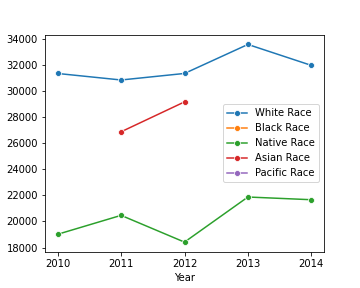 34000
32000
30000
28000
26000
24000
22000
20000
18000
White Race
Black Race
Native Race
Asian Race
Pacific Race
2010 2011 2012 2013 2014
Year